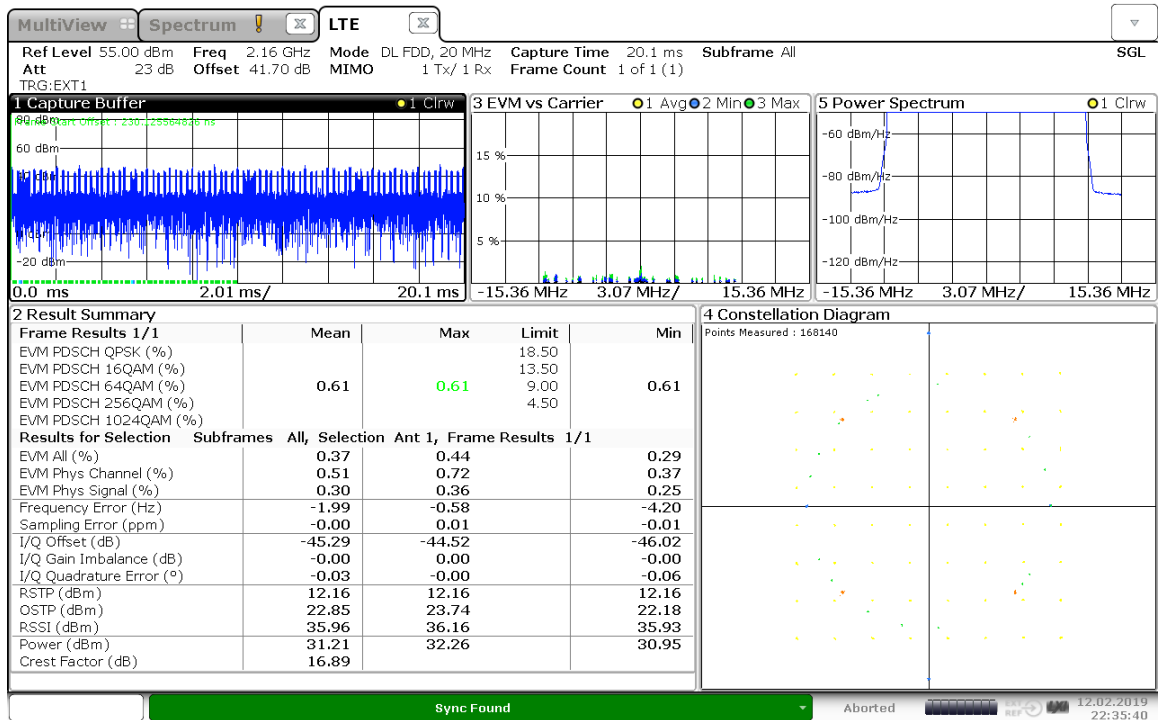 MultiView Spectrum LTE
Ref Level 55.00 dBm Freq 2.16 GHz Mode DL FDD, 20 MHz Capture Time 20.1 ms Subframe All SGL
Att 23 dB Offset 41.70 dB MIMO 1 Tx/ 1 Rx Frame Count 1 of 1 (1)
TRG:EXT1
1 Capture Buffer 1 Clrw
80 dBm
Frame Start Offset : 230.125564826 ns
60 dBm
-20 dBm
0.0 ms 2.01 ms/ 20.1 ms
3 EVM vs Carrier 1 Avg 2 Min 3 Max
15 %
10 %
5 %
-15.36 MHz 3.07 MHz/ 15.36 MHz
5 Power Spectrum 1 Clrw
-60 dBm/Hz
-80 dBm/Hz
-100 dBm/Hz
-120 dBm/Hz
-15.36 MHz 3.07 MHz/ 15.36 MHz
2 Result Summary
Frame Results 1/1 Mean Max Limit Min
EVM PDSCH QPSK (%) 18.50
EVM PDSCH 16QAM (%) 13.50
EVM PDSCH 64QAM (%) 0.61 0.61 9.00 0.61
EVM PDSCH 256QAM (%) 4.50
EVM PDSCH 1024QAM (%)
Results for Selection Subframes All, Selection Ant 1, Frame Results 1/1
EVM All (%) 0.37 0.44 0.29
EVM Phys Channel (%) 0.51 0.72 0.37
EVM Phys Signal (%) 0.30 0.36 0.25
Frequency Error (Hz) -1.99 -0.58 -4.20
Sampling Error (ppm) -0.00 0.01 -0.01
I/Q Offset (dB) -45.29 -44.52 -46.02
I/Q Gain Imbalance (dB) -0.00 0.00 -0.00
I/Q Quadrature Error (°) -0.03 -0.00 -0.06
RSTP (dBm) 12.16 12.16 12.16
OSTP (dBm) 22.85 23.74 22.18
RSSI (dBm) 35.96 36.16 35.93
Power (dBm) 31.21 32.26 30.95
Crest Factor (dB) 16.89
4 Constellation Diagram
Points Measured : 168140
Sync Found
Aborted
EXT
REF
12.02.2019
22:35:40